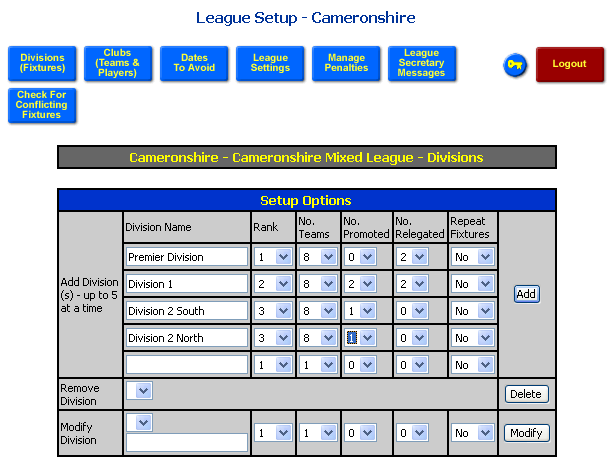 League Setup - Cameronshire
Divisions (Fixtures)
Clubs (Teams & Players)
Dates To Avoid
League Settings
Manage Penalties
League Secretary Messages
Logout
Check For Conflicting Fixtures
Cameronshire - Cameronshire Mixed League - Divisions
Setup Options
Division Name Rank No. Teams No. Promoted No. Relegated Repeat Fixtures
Add Division (s) - up to 5 at a time
Premier Division 1 8 0 2 No
Division 1 2 8 2 2 No
Division 2 South 3 8 1 0 No
Division 2 North 3 8 1 0 No
1 1 0 0 No
Add
Remove Division
Delete
Modify Division
1 1 0 0 No
Modify